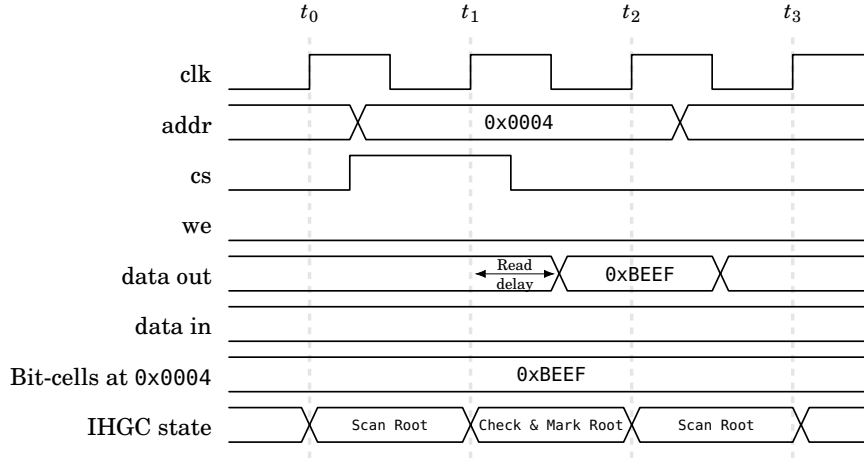 t0 t1 t2 t3
clk
addr 0x0004
cs
we
Read
data out 0xBEEF
delay
data in
Bit-cells at 0x0004 0xBEEF
IHGC state Scan Root Check & Mark Root Scan Root